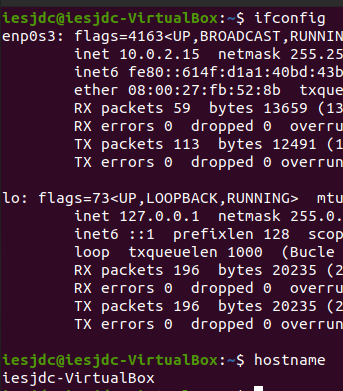 iesjdc@iesjdc-VirtualBox:~$ ifconfig
enp0s3: flags=4163<UP,BROADCAST,RUNNIN
inet 10.0.2.15 netmask 255.25
inet6 fe80::614f:d1a1:40bd:43b
ether 08:00:27:fb:52:8b txque
RX packets 59 bytes 13659 (13
RX errors 0 dropped 0 overru
TX packets 113 bytes 12491 (1
TX errors 0 dropped 0 overrun
lo: flags=73<UP,LOOPBACK,RUNNING> mtu
inet 127.0.0.1 netmask 255.0.
inet6 ::1 prefixlen 128 scop
loop txqueuelen 1000 (Bucle
RX packets 196 bytes 20235 (2
RX errors 0 dropped 0 overru
TX packets 196 bytes 20235 (2
TX errors 0 dropped 0 overrun
iesjdc@iesjdc-VirtualBox:~$ hostname
iesjdc-VirtualBox